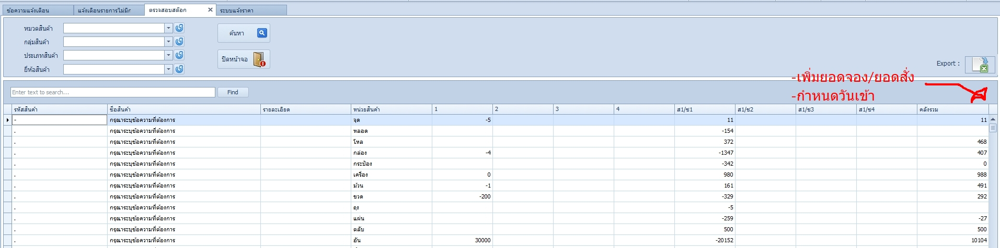 ข้อความแจ้งเตือน แจ้งเตือนรายการไม่มีก ตรวจสอบสต๊อก ระบบแจ้งราคา
หมวดสินค้า
ค้นหา
กลุ่มสินค้า
ประเภทสินค้า
ปิดหน้าจอ
ยี่ห้อสินค้า
Export :
-เพิ่มยอดจอง/ยอดสั่ง
-กำหนดวันเข้า
Enter text to search... Find
รหัสสินค้า ชื่อสินค้า รายละเอียด หน่วยสินค้า 1 2 3 4 ส1/ช1 ส1/ช2 ส1/ช3 ส1/ช4 คลังรวม
- กรุณาระบุข้อความที่ต้องการ จุด -5 11 11
. กรุณาระบุข้อความที่ต้องการ หลอด -154
. กรุณาระบุข้อความที่ต้องการ โหล 372 468
. กรุณาระบุข้อความที่ต้องการ กล่อง -4 -1347 407
. กรุณาระบุข้อความที่ต้องการ กระป๋อง -342 0
. กรุณาระบุข้อความที่ต้องการ เครื่อง 0 980 988
. กรุณาระบุข้อความที่ต้องการ ม้วน -1 161 491
. กรุณาระบุข้อความที่ต้องการ ขวด -200 -329 292
. กรุณาระบุข้อความที่ต้องการ ถุง -5
. กรุณาระบุข้อความที่ต้องการ แผ่น -259 -27
. กรุณาระบุข้อความที่ต้องการ ตลับ 500 500
. กรุณาระบุข้อความที่ต้องการ อัน 30000 -20152 10104